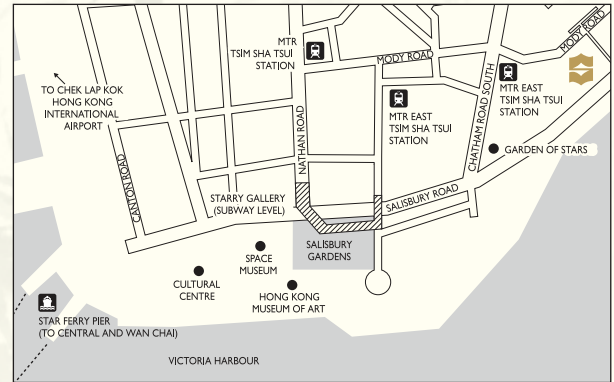 MTR
TSIM SHA TSUI
STATION
MODY ROAD
MODY ROAD
TO CHEK LAP KOK
HONG KONG
INTERNATIONAL
AIRPORT
MTR EAST
TSIM SHA TSUI
STATION
MTR EAST
TSIM SHA TSUI
STATION
CHATHAM ROAD SOUTH
NATHAN ROAD
GARDEN OF STARS
CANTON ROAD
STARRY GALLERY
(SUBWAY LEVEL)
SALISBURY ROAD
SALISBURY
GARDENS
SPACE
MUSEUM
CULTURAL
CENTRE
HONG KONG
MUSEUM OF ART
STAR FERRY PIER
(TO CENTRAL AND WAN CHAI)
VICTORIA HARBOUR